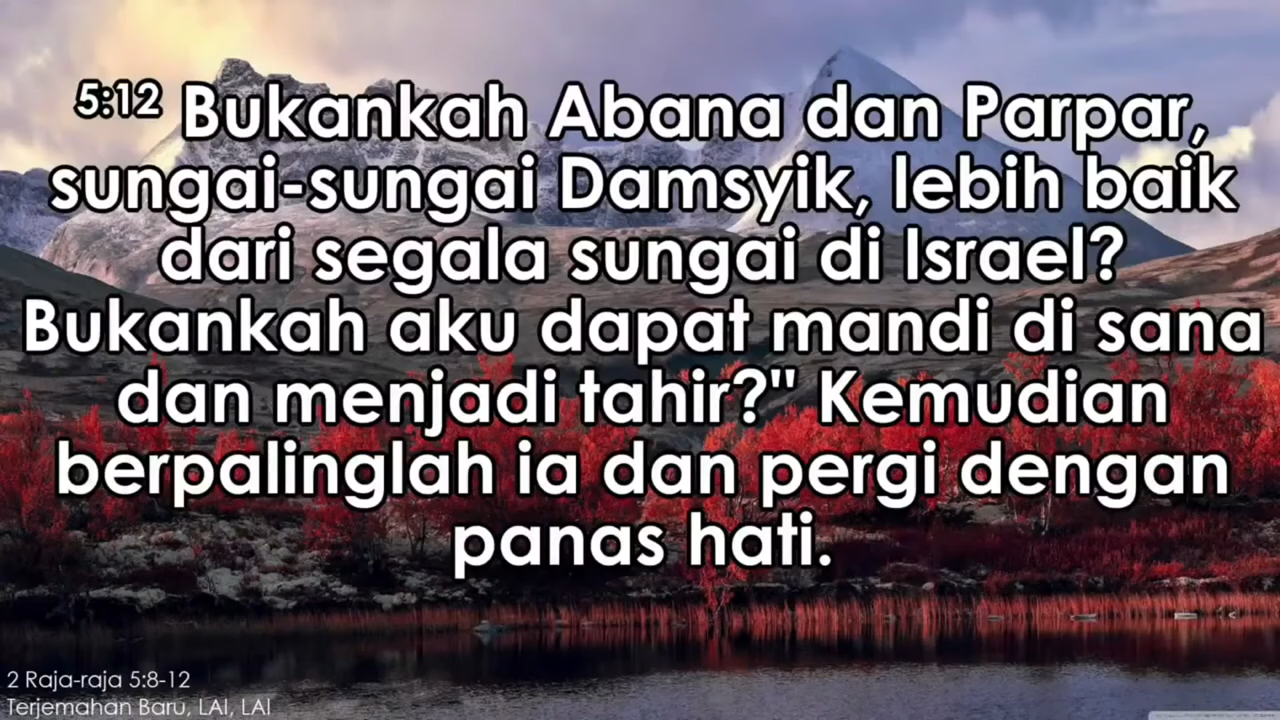 5:12 Bukankah Abana dan Parpar,
sungai-sungai Damsyik, lebih baik
dari segala sungai di Israel?
Bukankah aku dapat mandi di sana
dan menjadi tahir?" Kemudian
berpalinglah ia dan pergi dengan
panas hati.
2 Raja-raja 5:8-12
Terjemahan Baru, LAI, LAI